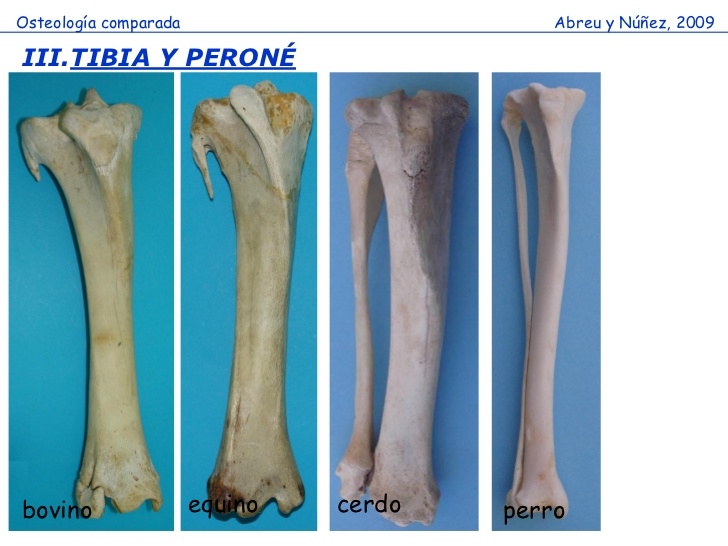 Osteología comparada
Abreu y Núñez, 2009
III.TIBIA Y PERONÉ
bovino
equino
cerdo
perro